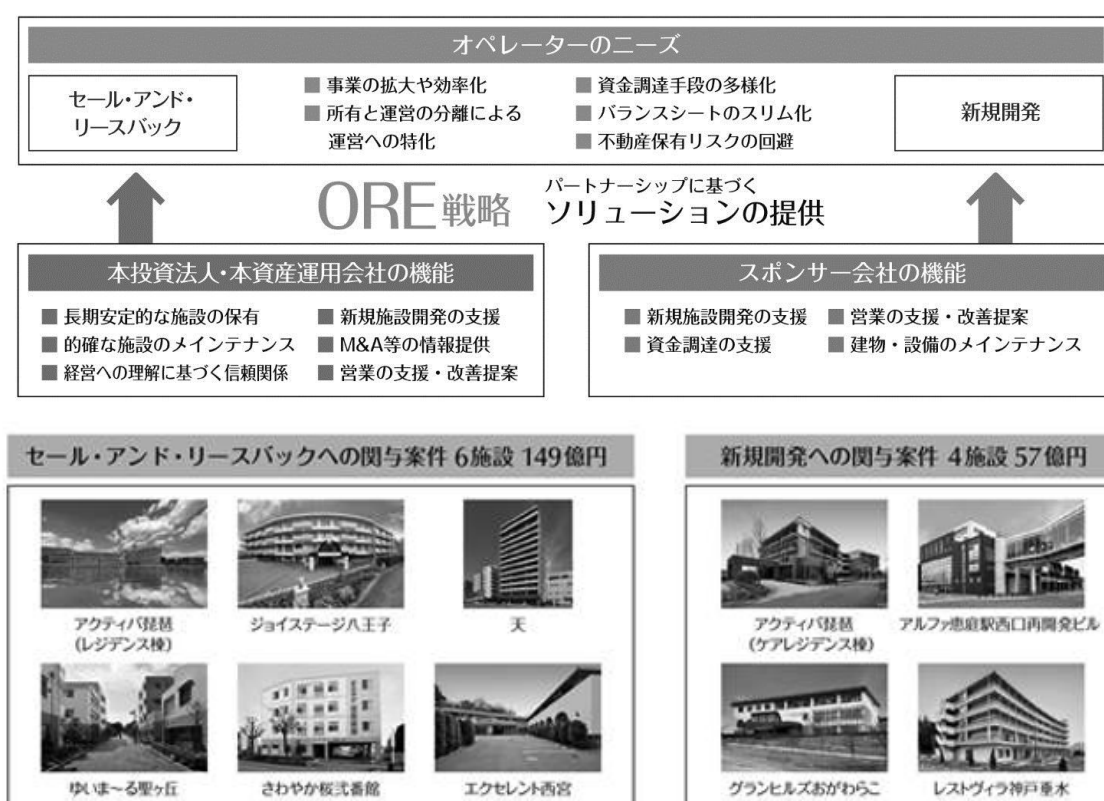 オペレーターのニーズ
セール・アンド・
リースバック
■ 事業の拡大や効率化
■ 所有と運営の分離による
運営への特化
■ 資金調達手段の多様化
■ バランスシートのスリム化
■ 不動産保有リスクの回避
新規開発
ORE戦略
パートナーシップに基づく
ソリューションの提供
本投資法人・本資産運用会社の機能
■ 長期安定的な施設の保有
■ 的確な施設のメインテナンス
■ 経営への理解に基づく信頼関係
■ 新規施設開発の支援
■ M&A等の情報提供
■ 営業の支援・改善提案
スポンサー会社の機能
■ 新規施設開発の支援
■ 資金調達の支援
■ 営業の支援・改善提案
■ 建物・設備のメインテナンス
セール・アンド・リースバックへの関与案件 6施設 149億円
アクティバ琵琶
(レジデンス棟)
ジョイステージ八王子
天
ゆいま~る聖ヶ丘
さわやか桜弐番館
エクセレント西宮
新規開発への関与案件 4施設 57億円
アクティバ琵琶
(ケアレジデンス棟)
アルファ恵庭駅西口再開発ビル
グランヒルズおがわらこ
レストヴィラ神戸垂水